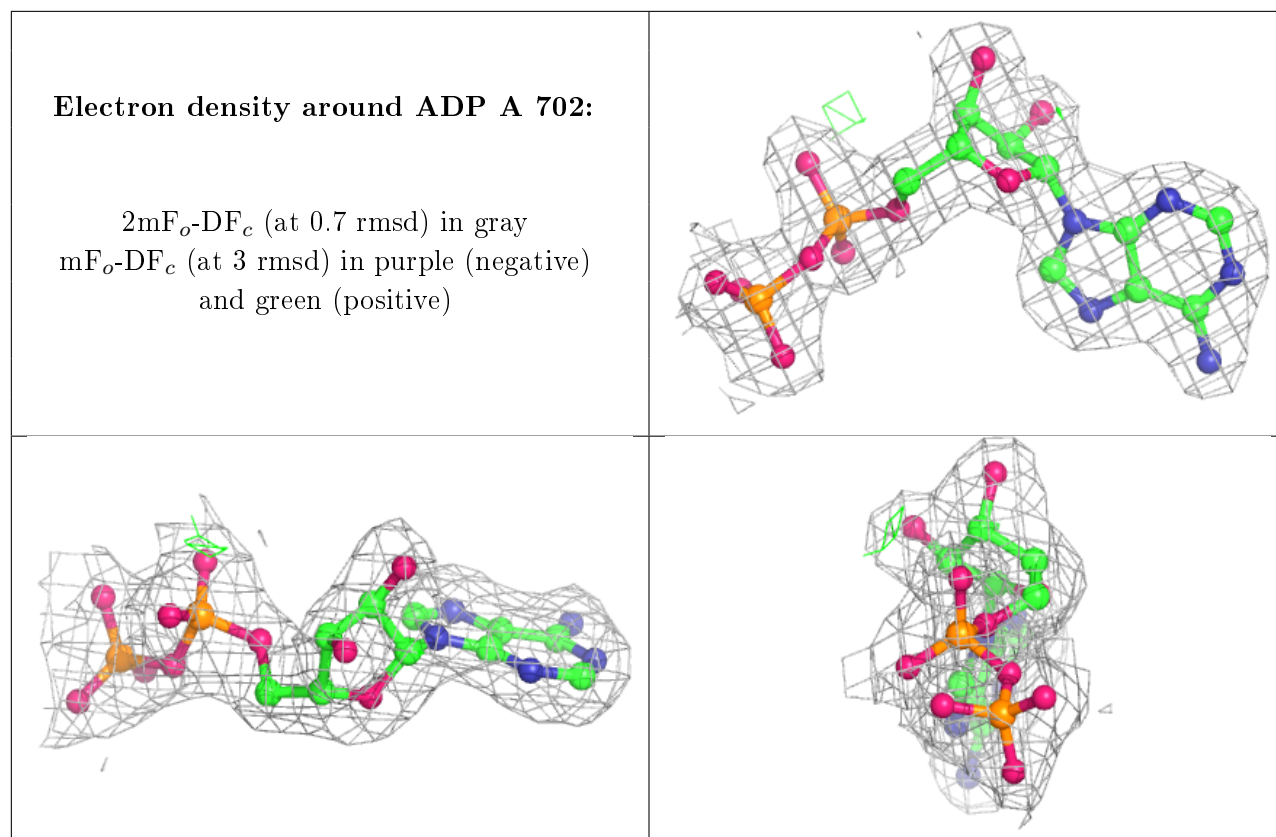 Electron density around ADP A 702:
2mFₒ-DF𝒸 (at 0.7 rmsd) in gray
mFₒ-DF𝒸 (at 3 rmsd) in purple (negative)
and green (positive)